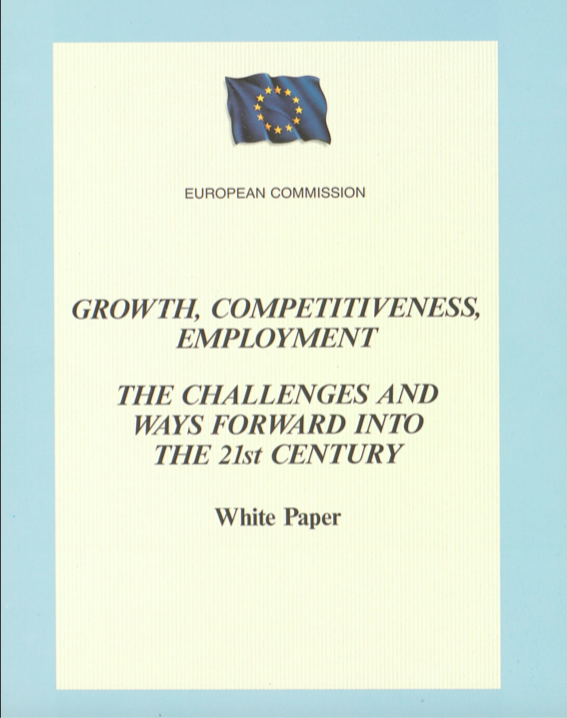 EUROPEAN COMMISSION
GROWTH, COMPETITIVENESS,
EMPLOYMENT
THE CHALLENGES AND
WAYS FORWARD INTO
THE 21st CENTURY
White Paper